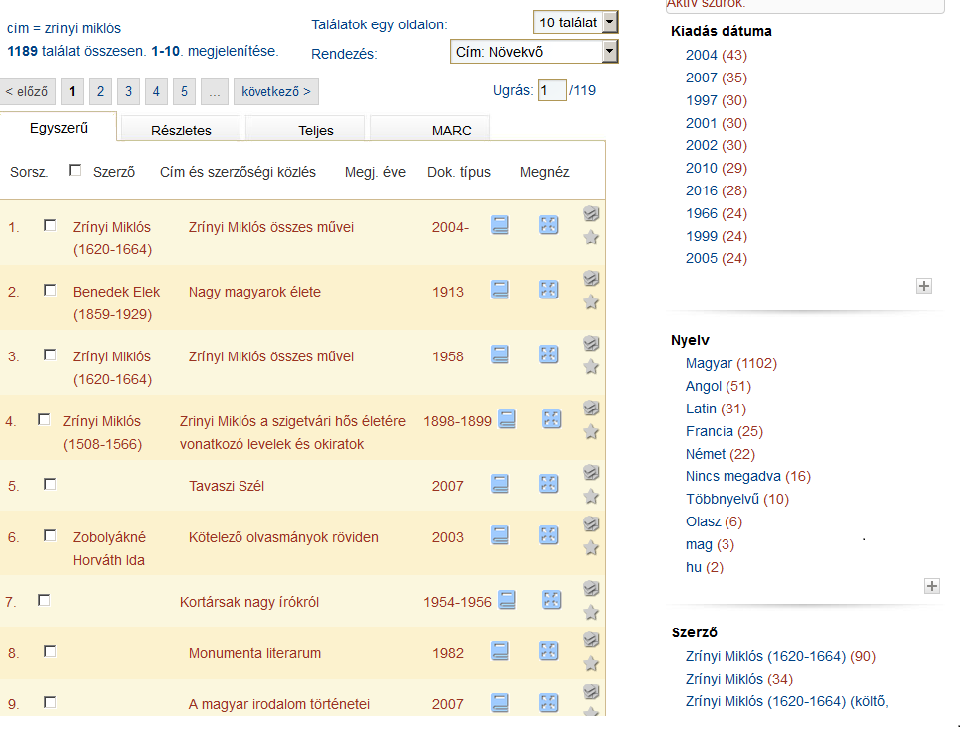 cím = zrínyi miklós
1189 találat összesen. 1-10. megjelenítése.
Találatok egy oldalon: 10 találat
Rendezés: Cím: Növekvő
< előző 1 2 3 4 5 ... következő >
Ugrás: 1 /119
Egyszerű Részletes Teljes MARC
Sorsz. Szerző Cím és szerzőségi közlés Megj. éve Dok. típus Megnéz
1. Zrínyi Miklós Zrínyi Miklós összes művei 2004-
(1620-1664)
2. Benedek Elek Nagy magyarok élete 1913
(1859-1929)
3. Zrínyi Miklós Zrínyi Miklós összes művei 1958
(1620-1664)
4. Zrínyi Miklós Zrinyi Miklós a szigetvári hős életére 1898-1899
(1508-1566) vonatkozó levelek és okiratok
5. Tavaszi Szél 2007
6. Zobolyákné Kötelező olvasmányok röviden 2003
Horváth Ida
7. Kortársak nagy írókról 1954-1956
8. Monumenta literarum 1982
9. A magyar irodalom történetei 2007
Aktív szűrők:
Kiadás dátuma
2004 (43)
2007 (35)
1997 (30)
2001 (30)
2002 (30)
2010 (29)
2016 (28)
1966 (24)
1999 (24)
2005 (24)
Nyelv
Magyar (1102)
Angol (51)
Latin (31)
Francia (25)
Német (22)
Nincs megadva (16)
Többnyelvű (10)
Olasz (6)
mag (3)
hu (2)
Szerző
Zrínyi Miklós (1620-1664) (90)
Zrínyi Miklós (34)
Zrínyi Miklós (1620-1664) (költő,